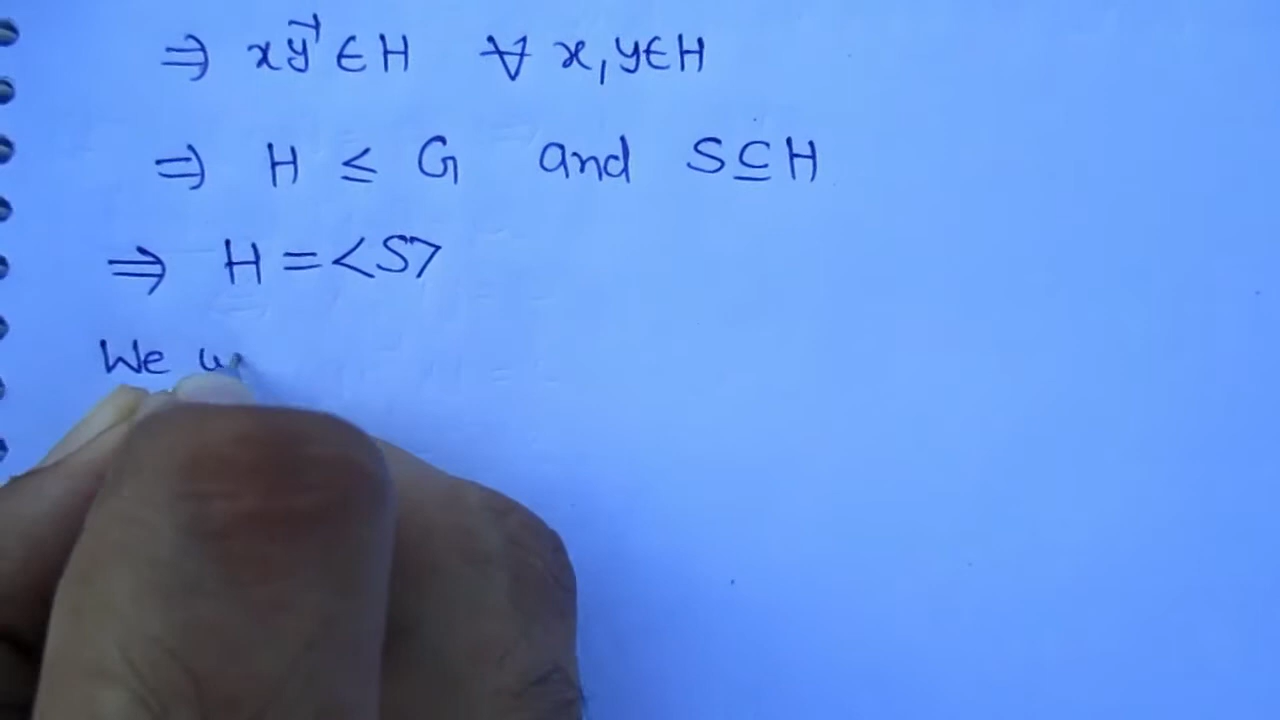 ⇒ xy⁻¹ ∈ H ∀ x, y ∈ H
⇒ H ≤ G and S ⊆ H
⇒ H = <S>
We